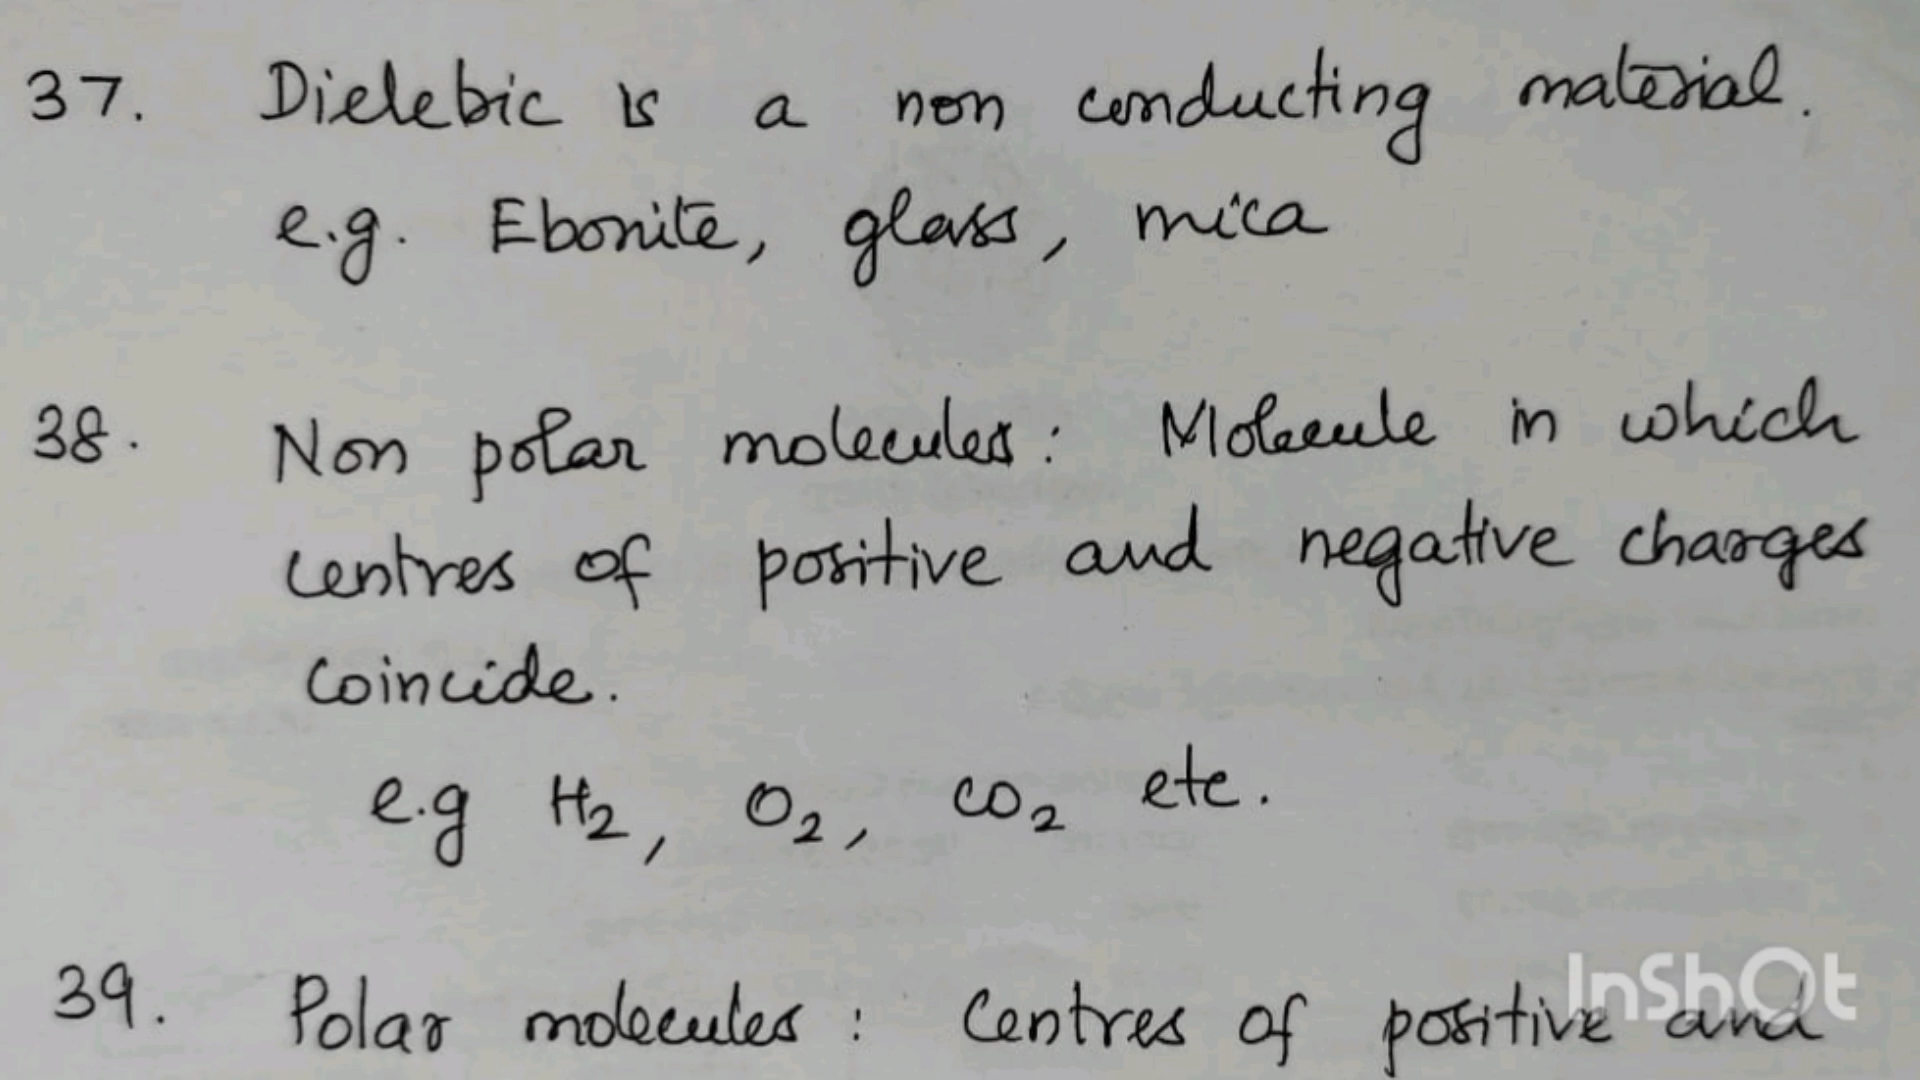 37. Dielebic is a non conducting material.
e.g. Ebonite, glass, mica
38. Non polar molecules: Molecule in which
centres of positive and negative charges
coincide.
e.g H₂, O₂, CO₂ etc.
39. Polar molecules: Centres of positive and
InShOt